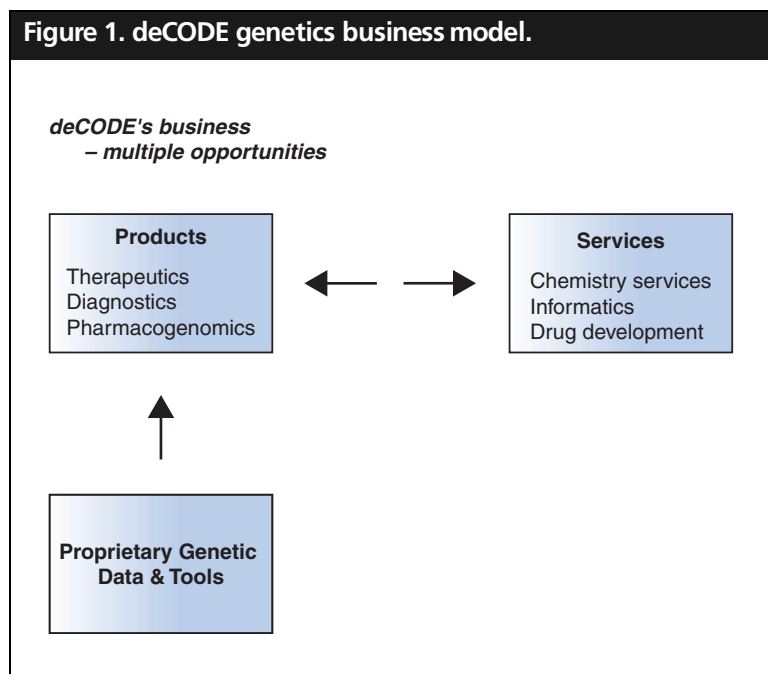 Figure 1. deCODE genetics business model.
deCODE's business
– multiple opportunities
Products
Therapeutics
Diagnostics
Pharmacogenomics
Services
Chemistry services
Informatics
Drug development
Proprietary Genetic
Data & Tools